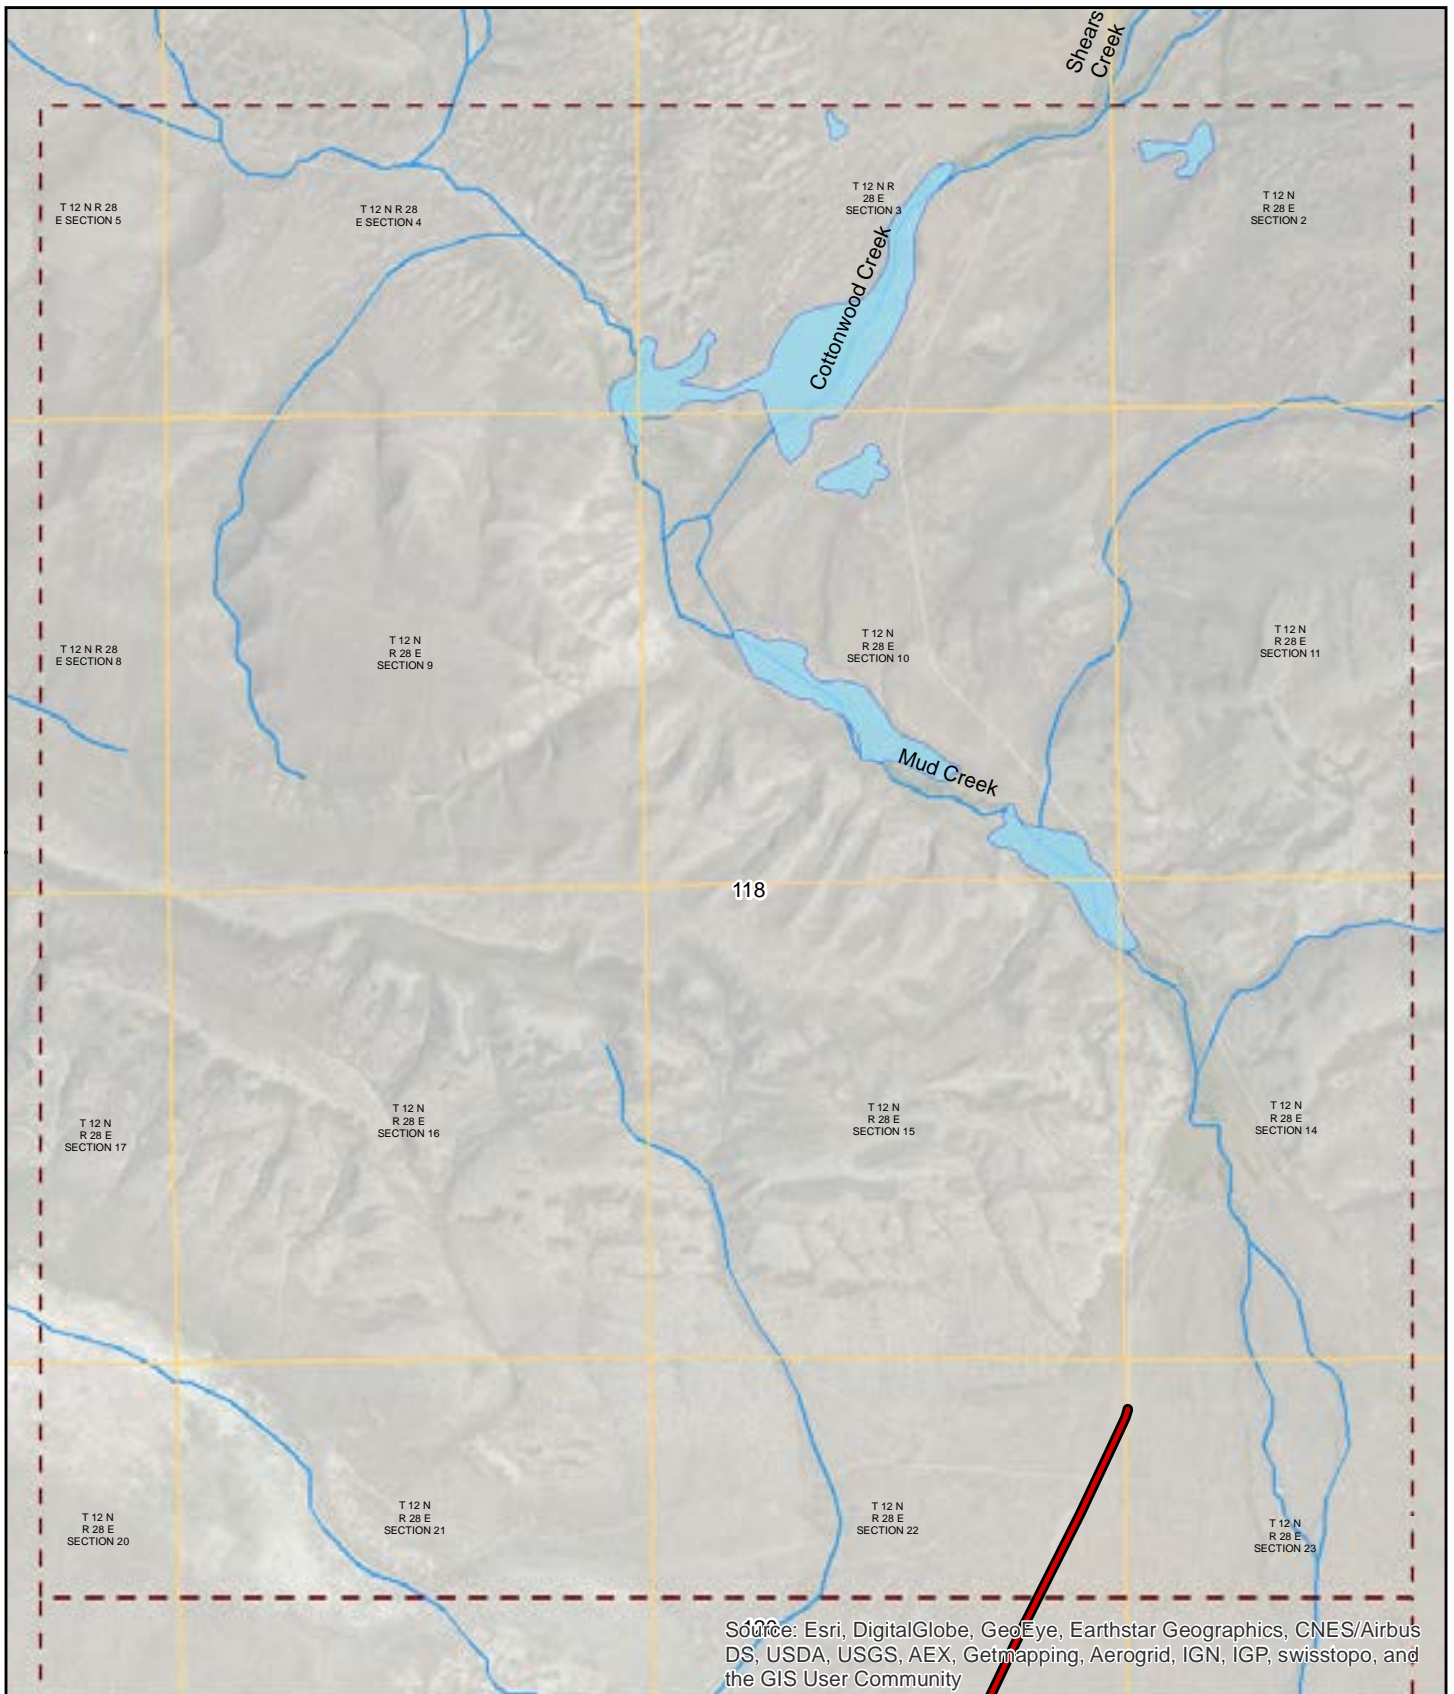 Shears
Creek
T 12 N R 28
E SECTION 5
T 12 N R 28
E SECTION 4
T 12 N R
28 E
SECTION 3
T 12 N
R 28 E
SECTION 2
Cottonwood Creek
T 12 N R 28
E SECTION 8
T 12 N
R 28 E
SECTION 9
T 12 N
R 28 E
SECTION 10
T 12 N
R 28 E
SECTION 11
Mud Creek
118
T 12 N
R 28 E
SECTION 17
T 12 N
R 28 E
SECTION 16
T 12 N
R 28 E
SECTION 15
T 12 N
R 28 E
SECTION 14
T 12 N
R 28 E
SECTION 20
T 12 N
R 28 E
SECTION 21
T 12 N
R 28 E
SECTION 22
T 12 N
R 28 E
SECTION 23
Source: Esri, DigitalGlobe, GeoEye, Earthstar Geographics, CNES/Airbus
DS, USDA, USGS, AEX, Getmapping, Aerogrid, IGN, IGP, swisstopo, and
the GIS User Community